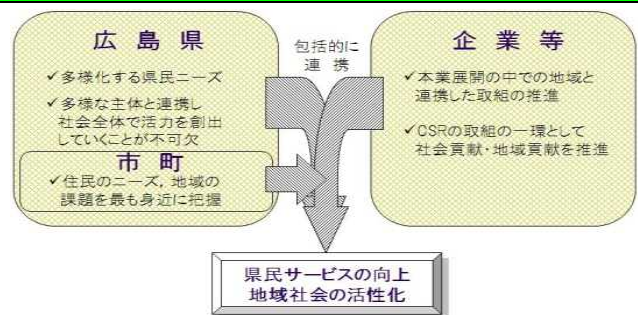 広島県
✓多様化する県民ニーズ
✓多様な主体と連携し
社会全体で活力を創出
していくことが不可欠
市町
✓住民のニーズ，地域の
課題を最も身近に把握
包括的に
連携
企業等
✓本業展開の中での地域と
連携した取組の推進
✓CSRの取組の一環として
社会貢献・地域貢献を推進
県民サービスの向上
地域社会の活性化